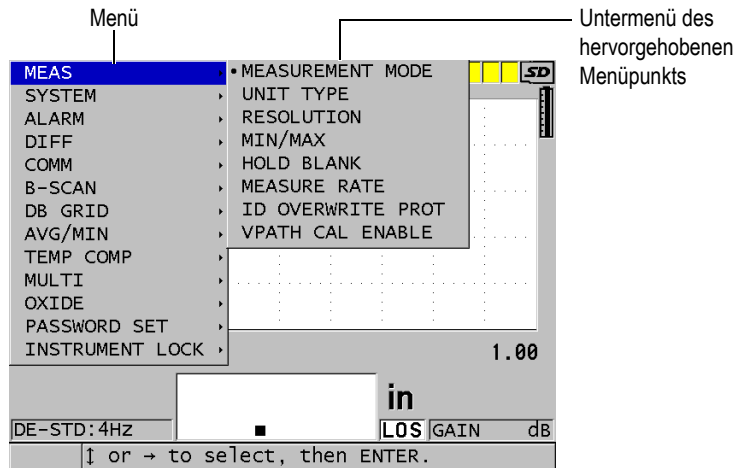 Menü
Untermenü des
hervorgehobenen
Menüpunkts
MEAS
SYSTEM
ALARM
DIFF
COMM
B-SCAN
DB GRID
AVG/MIN
TEMP COMP
MULTI
OXIDE
PASSWORD SET
INSTRUMENT LOCK
•MEASUREMENT MODE
UNIT TYPE
RESOLUTION
MIN/MAX
HOLD BLANK
MEASURE RATE
ID OVERWRITE PROT
VPATH CAL ENABLE
SD
1.00
in
DE-STD:4Hz
LOS GAIN dB
↕ or → to select, then ENTER.